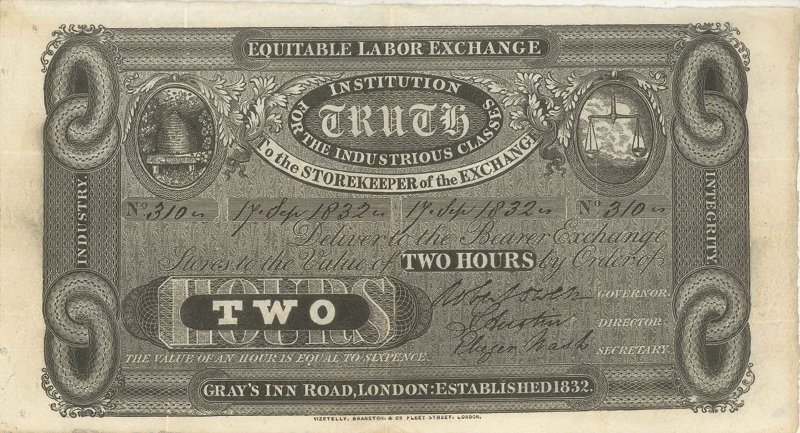 EQUITABLE LABOR EXCHANGE
INSTITUTION
TRUTH
FOR THE INDUSTRIOUS CLASSES
To the STOREKEEPER of the EXCHANGE
INDUSTRY.
INTEGRITY
No 310 17 Sep 1832 17 Sep 1832 No 310
Deliver to the Bearer Exchange
Stores to the Value of TWO HOURS by Order of
HOURS
TWO
Robt Owen GOVERNOR.
DIRECTOR.
SECRETARY.
THE VALUE OF AN HOUR IS EQUAL TO SIXPENCE.
GRAY'S INN ROAD, LONDON: ESTABLISHED 1832.
VIZETELLY, BRANSTON, & Co FLEET STREET, LONDON.